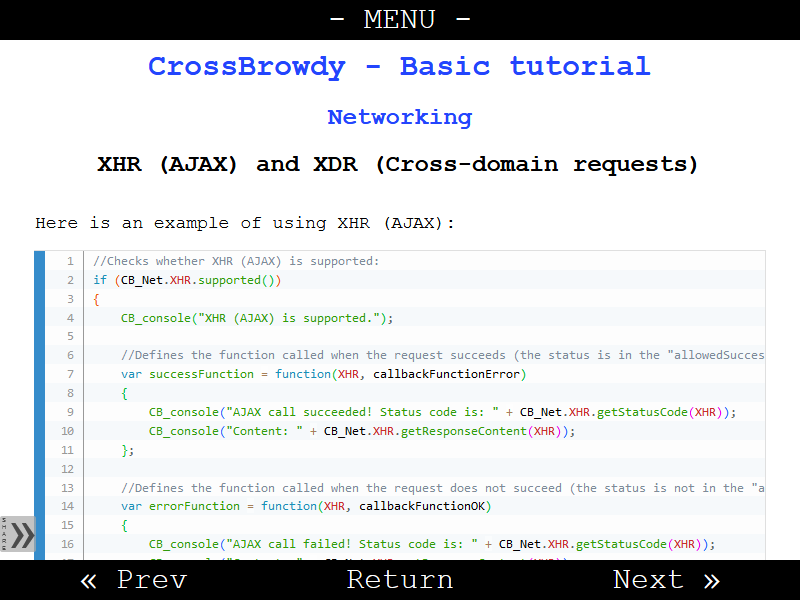 - MENU -
CrossBrowdy - Basic tutorial
Networking
XHR (AJAX) and XDR (Cross-domain requests)
Here is an example of using XHR (AJAX):
1 //Checks whether XHR (AJAX) is supported:
2 if (CB_Net.XHR.supported())
3 {
4 CB_console("XHR (AJAX) is supported.");
5
6 //Defines the function called when the request succeeds (the status is in the "allowedSucces
7 var successFunction = function(XHR, callbackFunctionError)
8 {
9 CB_console("AJAX call succeeded! Status code is: " + CB_Net.XHR.getStatusCode(XHR));
10 CB_console("Content: " + CB_Net.XHR.getResponseContent(XHR));
11 };
12
13 //Defines the function called when the request does not succeed (the status is not in the "a
14 var errorFunction = function(XHR, callbackFunctionOK)
15 {
16 CB_console("AJAX call failed! Status code is: " + CB_Net.XHR.getStatusCode(XHR));
SHARE »
« Prev Return Next »